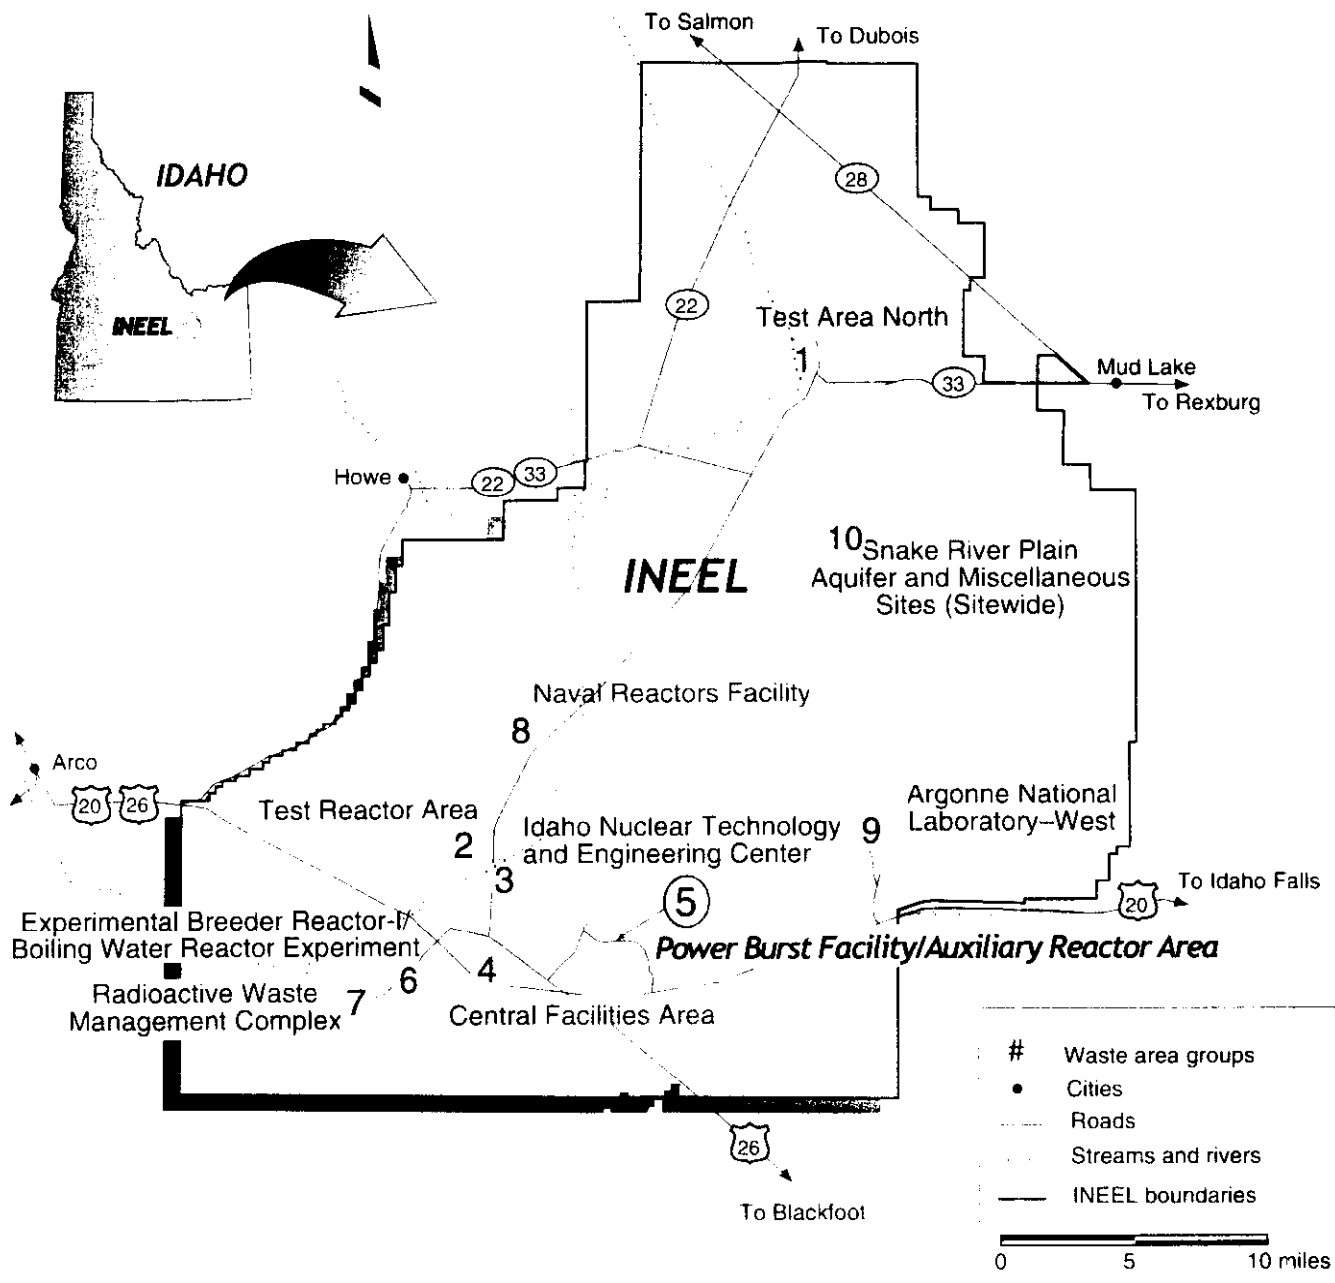 To Salmon
To Dubois
IDAHO
28
INEEL
22
Test Area North
1
Mud Lake
33
To Rexburg
Howe
22
33
10
Snake River Plain
Aquifer and Miscellaneous
Sites (Sitewide)
INEEL
Naval Reactors Facility
8
Arco
20
26
Test Reactor Area
2
Idaho Nuclear Technology
and Engineering Center
3
Argonne National
Laboratory–West
9
5
To Idaho Falls
20
Experimental Breeder Reactor-I/
Boiling Water Reactor Experiment
Power Burst Facility/Auxiliary Reactor Area
6
4
7
Radioactive Waste
Management Complex
Central Facilities Area
26
To Blackfoot
# Waste area groups
Cities
Roads
Streams and rivers
INEEL boundaries
0 5 10 miles